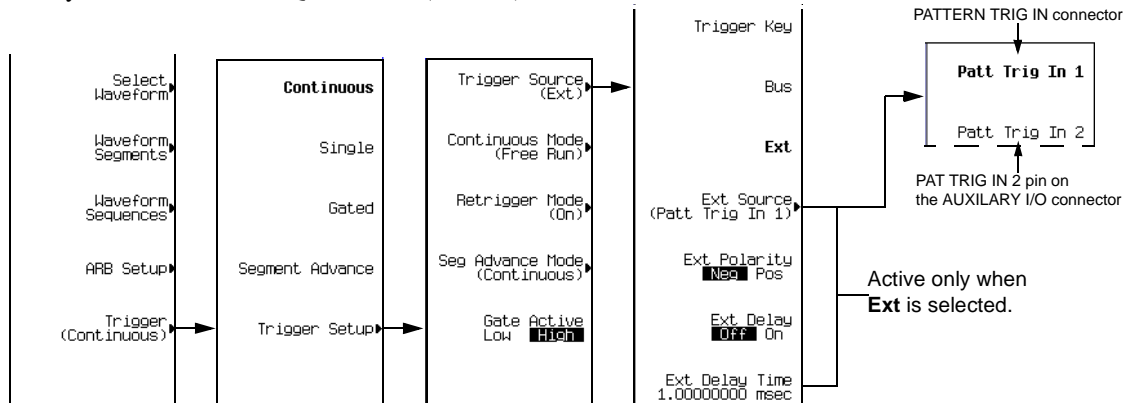 Select
Waveform
Waveform
Segments
Waveform
Sequences
ARB Setup
Trigger
(Continuous)
Continuous
Single
Gated
Segment Advance
Trigger Setup
Trigger Source
(Ext)
Continuous Mode
(Free Run)
Retrigger Mode
(On)
Seg Advance Mode
(Continuous)
Gate Active
Low High
Trigger Key
Bus
Ext
Ext Source
(Patt Trig In 1)
Ext Polarity
Neg Pos
Ext Delay
Off On
Ext Delay Time
1.00000000 msec
PATTERN TRIG IN connector
Patt Trig In 1
Patt Trig In 2
PAT TRIG IN 2 pin on
the AUXILARY I/O connector
Active only when
Ext is selected.